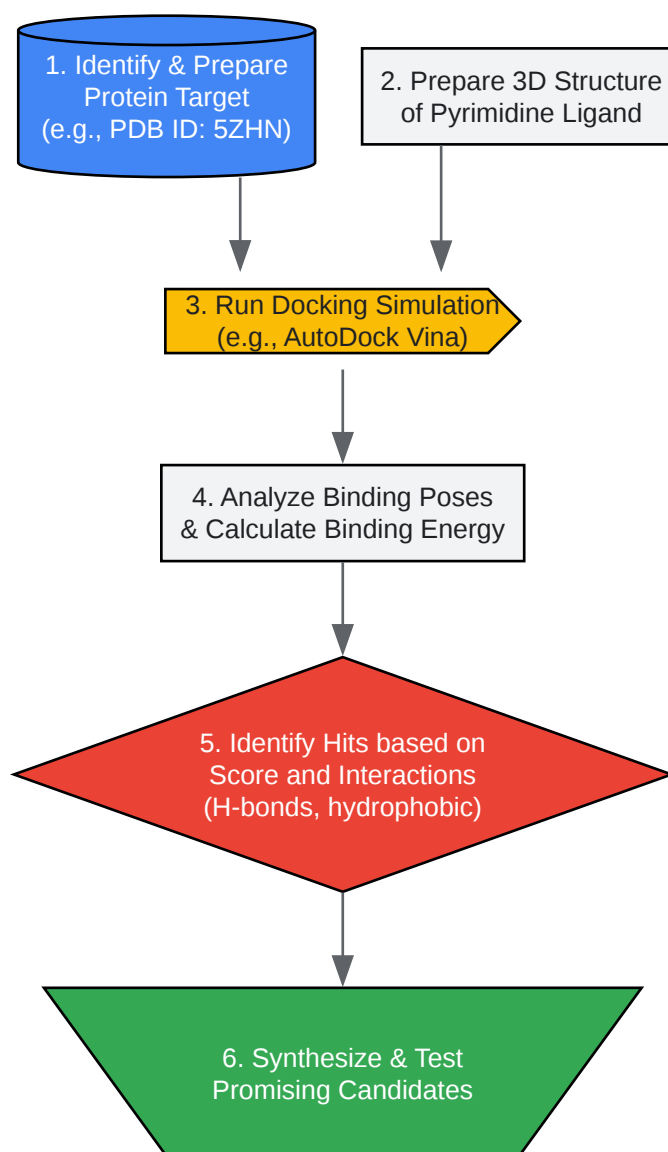 1. Identify & Prepare
Protein Target
(e.g., PDB ID: 5ZHN)
2. Prepare 3D Structure
of Pyrimidine Ligand
3. Run Docking Simulation
(e.g., AutoDock Vina)
4. Analyze Binding Poses
& Calculate Binding Energy
5. Identify Hits based on
Score and Interactions
(H-bonds, hydrophobic)
6. Synthesize & Test
Promising Candidates